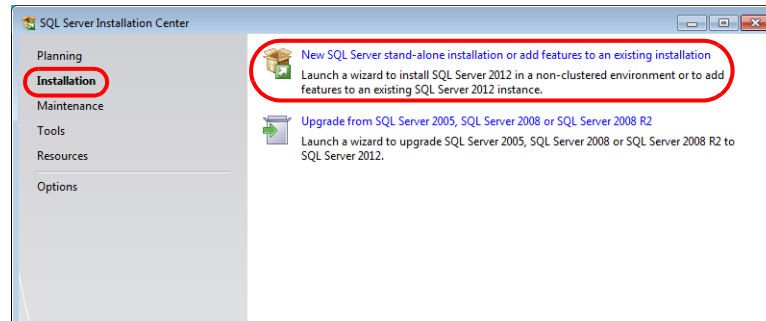 SQL Server Installation Center
Planning
Installation
Maintenance
Tools
Resources
Options
New SQL Server stand-alone installation or add features to an existing installation
Launch a wizard to install SQL Server 2012 in a non-clustered environment or to add
features to an existing SQL Server 2012 instance.
Upgrade from SQL Server 2005, SQL Server 2008 or SQL Server 2008 R2
Launch a wizard to upgrade SQL Server 2005, SQL Server 2008 or SQL Server 2008 R2 to
SQL Server 2012.